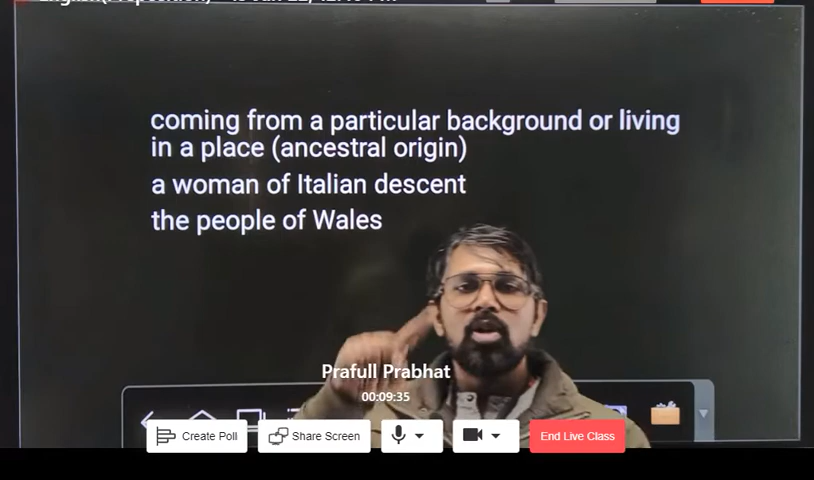 coming from a particular background or living
in a place (ancestral origin)
a woman of Italian descent
the people of Wales
Prafull Prabhat
00:09:35
Create Poll
Share Screen
End Live Class